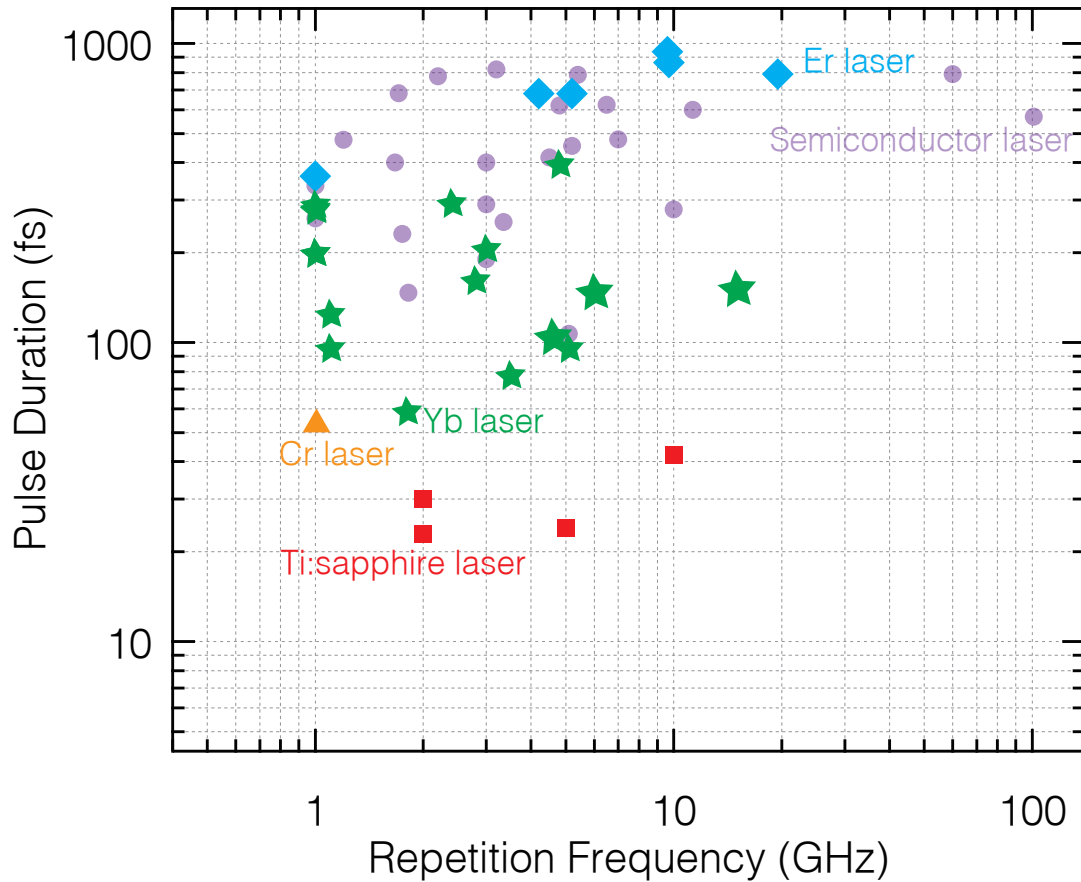 1000
Er laser
Semiconductor laser
100
Yb laser
Cr laser
Ti:sapphire laser
10
Pulse Duration (fs)
1
10
100
Repetition Frequency (GHz)